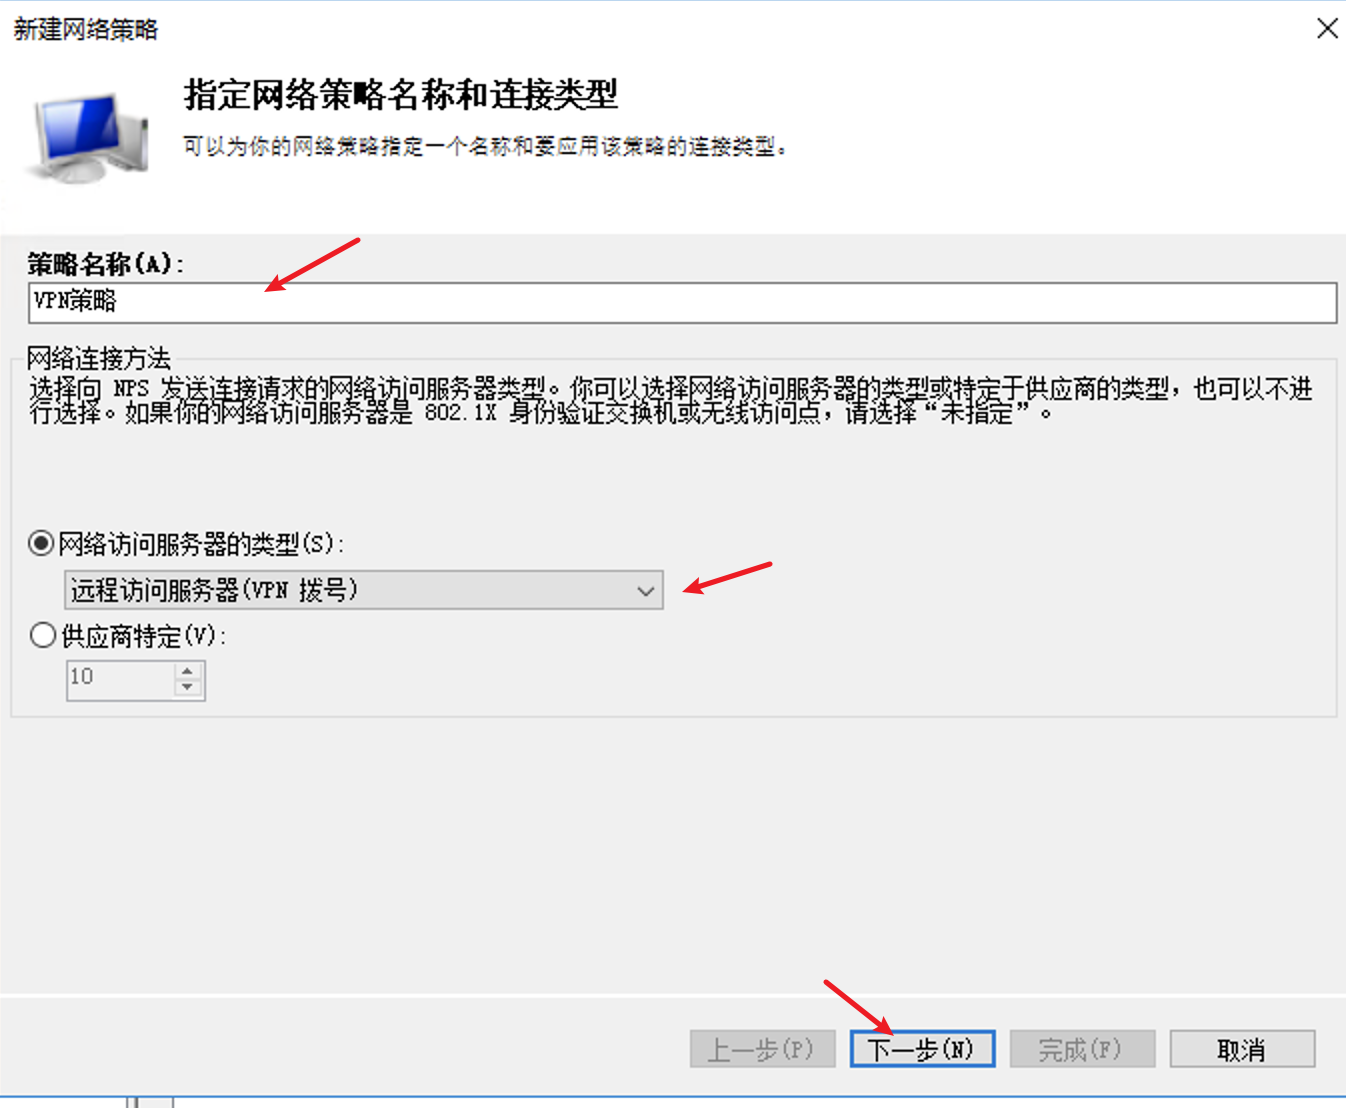 新建网络策略
指定网络策略名称和连接类型
可以为你的网络策略指定一个名称和要应用该策略的连接类型。
策略名称(A):
VPN策略
网络连接方法
选择向 NPS 发送连接请求的网络访问服务器类型。你可以选择网络访问服务器的类型或特定于供应商的类型，也可以不进
行选择。如果你的网络访问服务器是 802.1X 身份验证交换机或无线访问点，请选择“未指定”。
网络访问服务器的类型(S):
远程访问服务器(VPN 拨号)
供应商特定(V):
10
上一步(P)
下一步(N)
完成(F)
取消